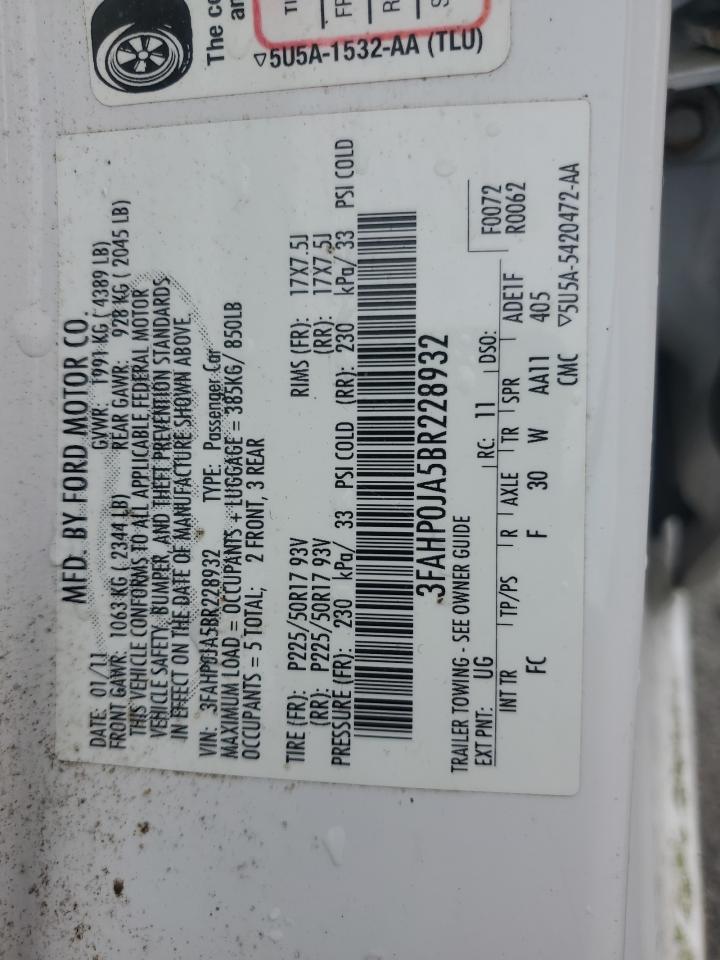 The co
an
TI
FR
R
S
▽5U5A-1532-AA (TLU)
MFD. BY FORD MOTOR CO.
DATE: 01/11 GVWR: 1991 KG ( 4389 LB)
FRONT GAWR: 1063 KG ( 2344 LB) REAR GAWR: 928 KG ( 2045 LB)
THIS VEHICLE CONFORMS TO ALL APPLICABLE FEDERAL MOTOR
VEHICLE SAFETY, BUMPER, AND THEFT PREVENTION STANDARDS
IN EFFECT ON THE DATE OF MANUFACTURE SHOWN ABOVE.
VIN: 3FAHP0JA5BR228932 TYPE: Passenger Car
MAXIMUM LOAD = OCCUPANTS + LUGGAGE = 385KG/ 850LB
OCCUPANTS = 5 TOTAL; 2 FRONT, 3 REAR
TIRE (FR): P225/50R17 93V RIMS (FR): 17X7.5J
(RR): P225/50R17 93V (RR): 17X7.5J
PRESSURE (FR): 230 kPa/ 33 PSI COLD (RR): 230 kPa/ 33 PSI COLD
3FAHP0JA5BR228932
TRAILER TOWING - SEE OWNER GUIDE F0072
EXT PNT: UG RC: 11 DSO: R0062
INT TR TP/PS R AXLE TR SPR ADE1F
FC F 30 W AA11 405
CMC ▽5U5A-5420472-AA